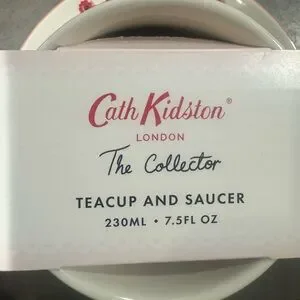 Cath Kidston®
LONDON
The Collector
TEACUP AND SAUCER
230ML • 7.5FL OZ